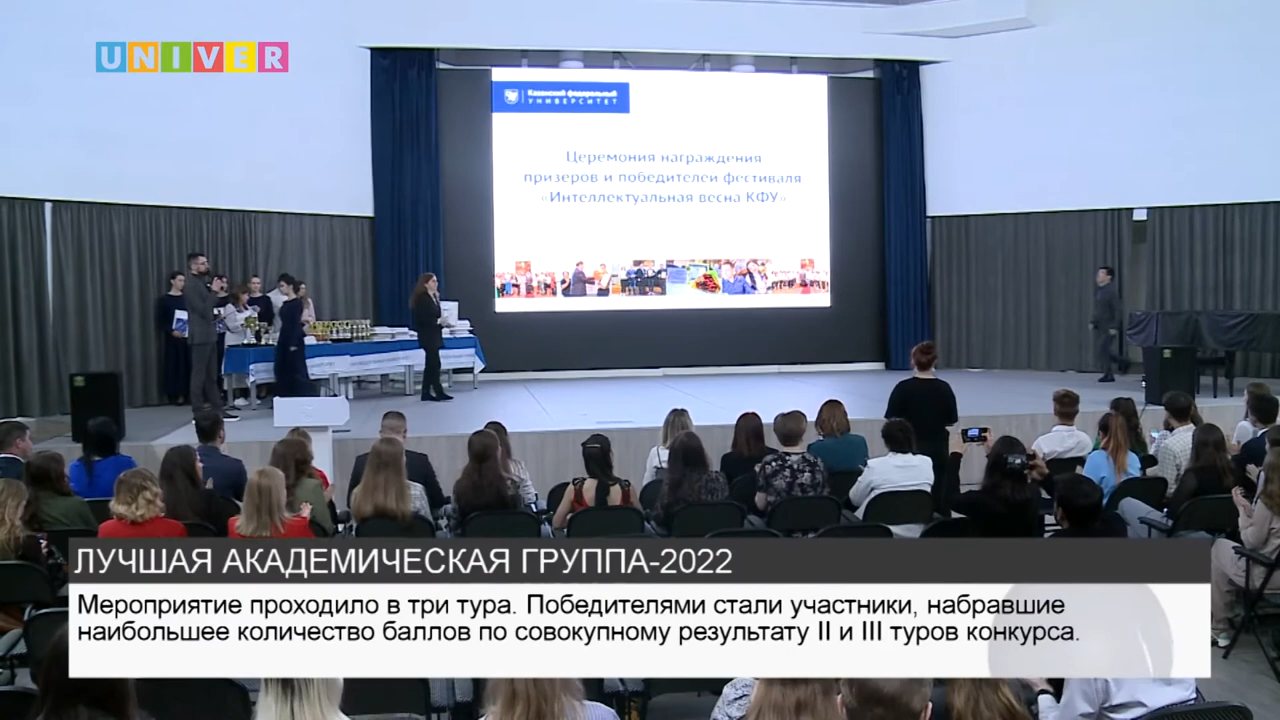 UNIVER
Казанский федеральный
УНИВЕРСИТЕТ
Церемония награждения
призеров и победителей фестиваля
«Интеллектуальная весна КФУ»
ЛУЧШАЯ АКАДЕМИЧЕСКАЯ ГРУППА-2022
Мероприятие проходило в три тура. Победителями стали участники, набравшие
наибольшее количество баллов по совокупному результату II и III туров конкурса.